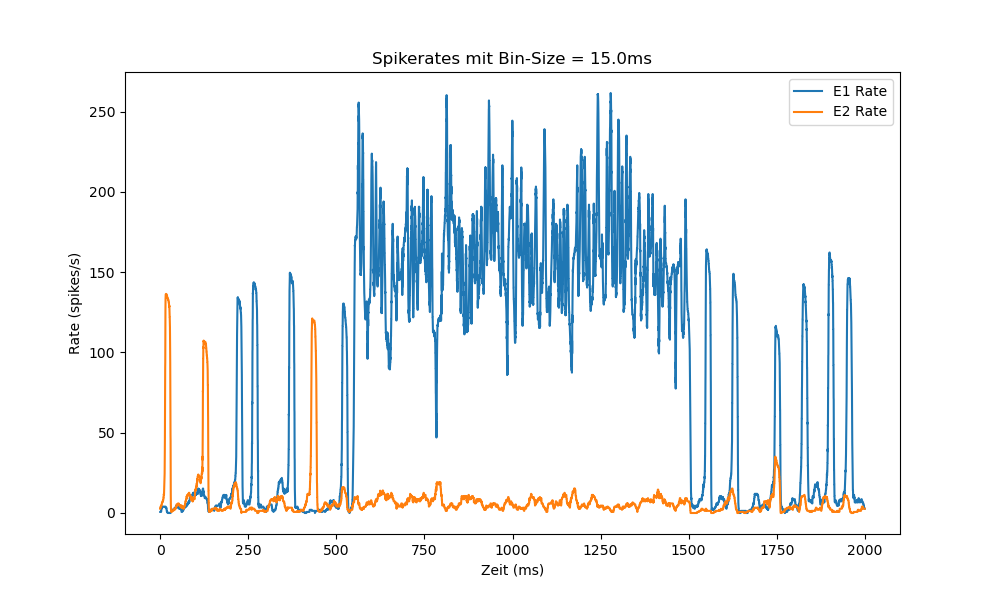 Spikerates mit Bin-Size = 15.0ms
E1 Rate
E2 Rate
Rate (spikes/s)
250
200
150
100
50
0
0 250 500 750 1000 1250 1500 1750 2000
Zeit (ms)